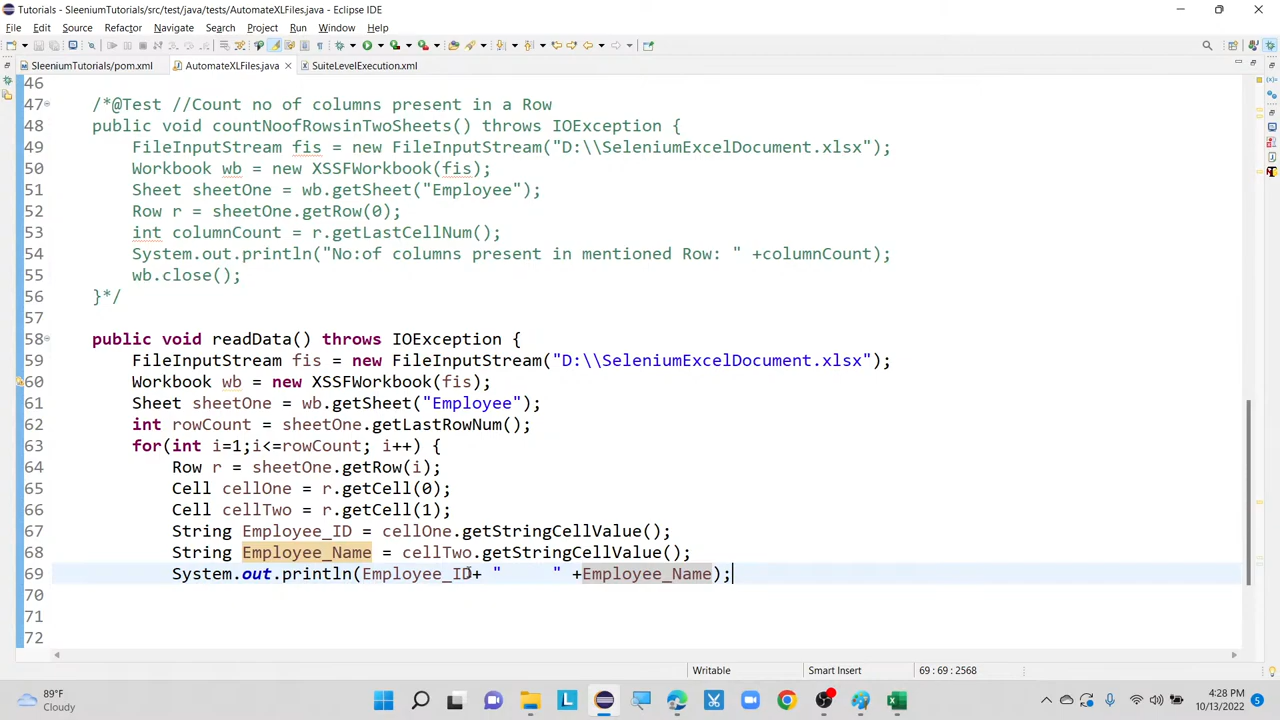 Tutorials - SleeniumTutorials/src/test/java/tests/AutomateXLFiles.java - Eclipse IDE
File Edit Source Refactor Navigate Search Project Run Window Help
SleeniumTutorials/pom.xml AutomateXLFiles.java SuiteLevelExecution.xml
46
47 /*@Test //Count no of columns present in a Row
48 public void countNoofRowsinTwoSheets() throws IOException {
49 FileInputStream fis = new FileInputStream("D:\\SeleniumExcelDocument.xlsx");
50 Workbook wb = new XSSFWorkbook(fis);
51 Sheet sheetOne = wb.getSheet("Employee");
52 Row r = sheetOne.getRow(0);
53 int columnCount = r.getLastCellNum();
54 System.out.println("No:of columns present in mentioned Row: " +columnCount);
55 wb.close();
56 }*/
58 public void readData() throws IOException {
59 FileInputStream fis = new FileInputStream("D:\\SeleniumExcelDocument.xlsx");
60 Workbook wb = new XSSFWorkbook(fis);
61 Sheet sheetOne = wb.getSheet("Employee");
62 int rowCount = sheetOne.getLastRowNum();
63 for(int i=1;i<=rowCount; i++) {
64 Row r = sheetOne.getRow(i);
65 Cell cellOne = r.getCell(0);
66 Cell cellTwo = r.getCell(1);
67 String Employee_ID = cellOne.getStringCellValue();
68 String Employee_Name = cellTwo.getStringCellValue();
69 System.out.println(Employee_ID+ "     " +Employee_Name);
70
71
72
Writable Smart Insert 69 : 69 : 2568
89°F
Cloudy
4:28 PM
10/13/2022
5